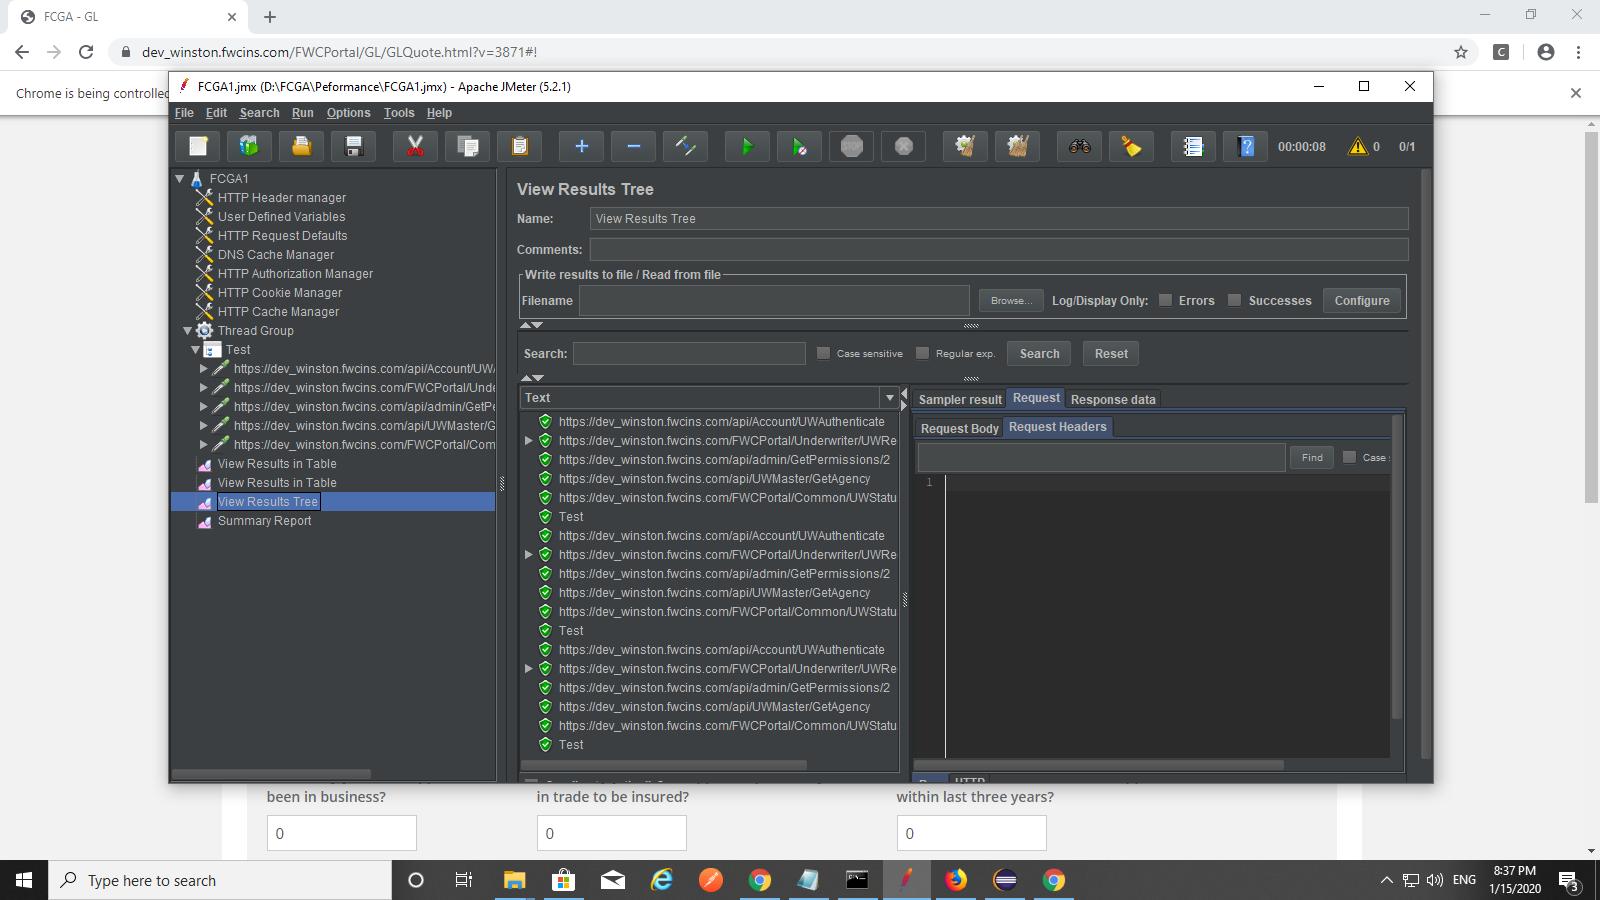 FCGA - GL
dev_winston.fwcins.com/FWCPortal/GL/GLQuote.html?v=3871#!
C
Chrome is being controlled
FCGA1.jmx (D:\FCGA\Peformance\FCGA1.jmx) - Apache JMeter (5.2.1)
File Edit Search Run Options Tools Help
STOP 00:00:08 0 0/1
FCGA1
HTTP Header manager
User Defined Variables
HTTP Request Defaults
DNS Cache Manager
HTTP Authorization Manager
HTTP Cookie Manager
HTTP Cache Manager
Thread Group
Test
https://dev_winston.fwcins.com/api/Account/UWA
https://dev_winston.fwcins.com/FWCPortal/Unde
https://dev_winston.fwcins.com/api/admin/GetPe
https://dev_winston.fwcins.com/api/UWMaster/G
https://dev_winston.fwcins.com/FWCPortal/Com
View Results in Table
View Results in Table
View Results Tree
Summary Report
View Results Tree
Name: View Results Tree
Comments:
Write results to file / Read from file
Filename Browse... Log/Display Only: Errors Successes Configure
Search: Case sensitive Regular exp. Search Reset
Text
https://dev_winston.fwcins.com/api/Account/UWAuthenticate
https://dev_winston.fwcins.com/FWCPortal/Underwriter/UWRe
https://dev_winston.fwcins.com/api/admin/GetPermissions/2
https://dev_winston.fwcins.com/api/UWMaster/GetAgency
https://dev_winston.fwcins.com/FWCPortal/Common/UWStatu
Test
https://dev_winston.fwcins.com/api/Account/UWAuthenticate
https://dev_winston.fwcins.com/FWCPortal/Underwriter/UWRe
https://dev_winston.fwcins.com/api/admin/GetPermissions/2
https://dev_winston.fwcins.com/api/UWMaster/GetAgency
https://dev_winston.fwcins.com/FWCPortal/Common/UWStatu
Test
https://dev_winston.fwcins.com/api/Account/UWAuthenticate
https://dev_winston.fwcins.com/FWCPortal/Underwriter/UWRe
https://dev_winston.fwcins.com/api/admin/GetPermissions/2
https://dev_winston.fwcins.com/api/UWMaster/GetAgency
https://dev_winston.fwcins.com/FWCPortal/Common/UWStatu
Test
Sampler result Request Response data
Request Body Request Headers
Find Case s
1
HTTP
been in business? in trade to be insured? within last three years?
0 0 0
Type here to search
ENG
8:37 PM
1/15/2020
3